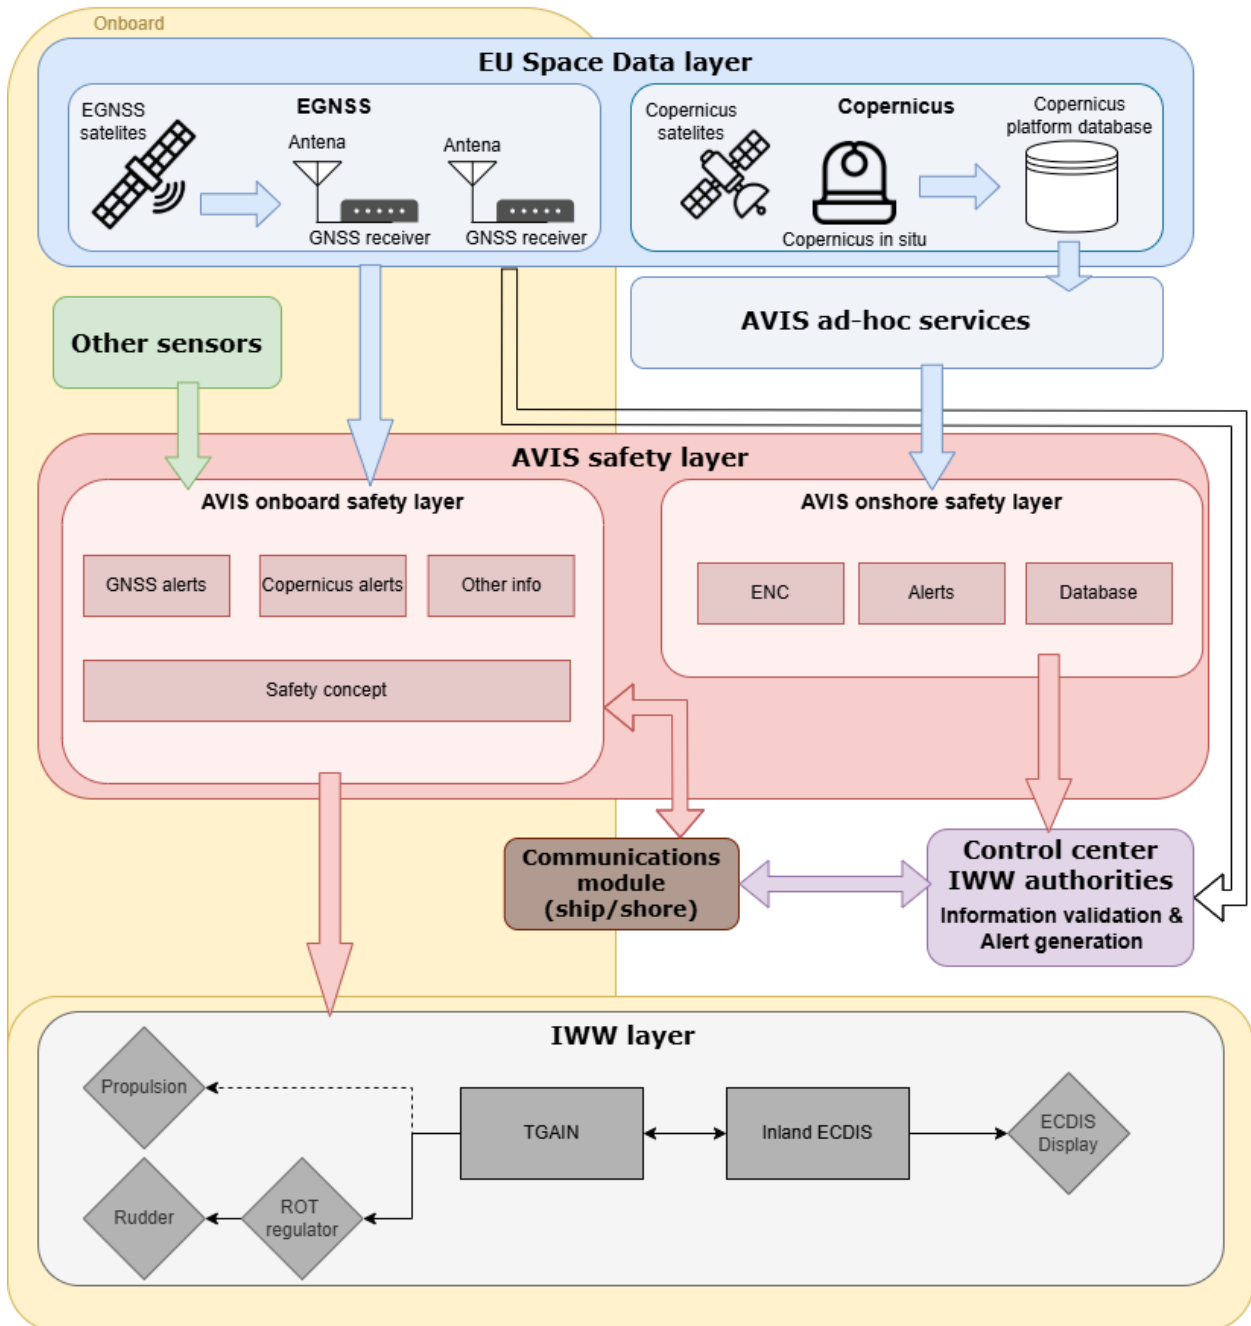 Onboard
EU Space Data layer
EGNSS
EGNSS
satelites
Antena
Antena
GNSS receiver
GNSS receiver
Copernicus
Copernicus
satelites
Copernicus in situ
Copernicus
platform database
Other sensors
AVIS ad-hoc services
AVIS safety layer
AVIS onboard safety layer
GNSS alerts
Copernicus alerts
Other info
Safety concept
AVIS onshore safety layer
ENC
Alerts
Database
Communications
module
(ship/shore)
Control center
IWW authorities
Information validation &
Alert generation
IWW layer
Propulsion
TGAIN
Inland ECDIS
ECDIS
Display
Rudder
ROT
regulator